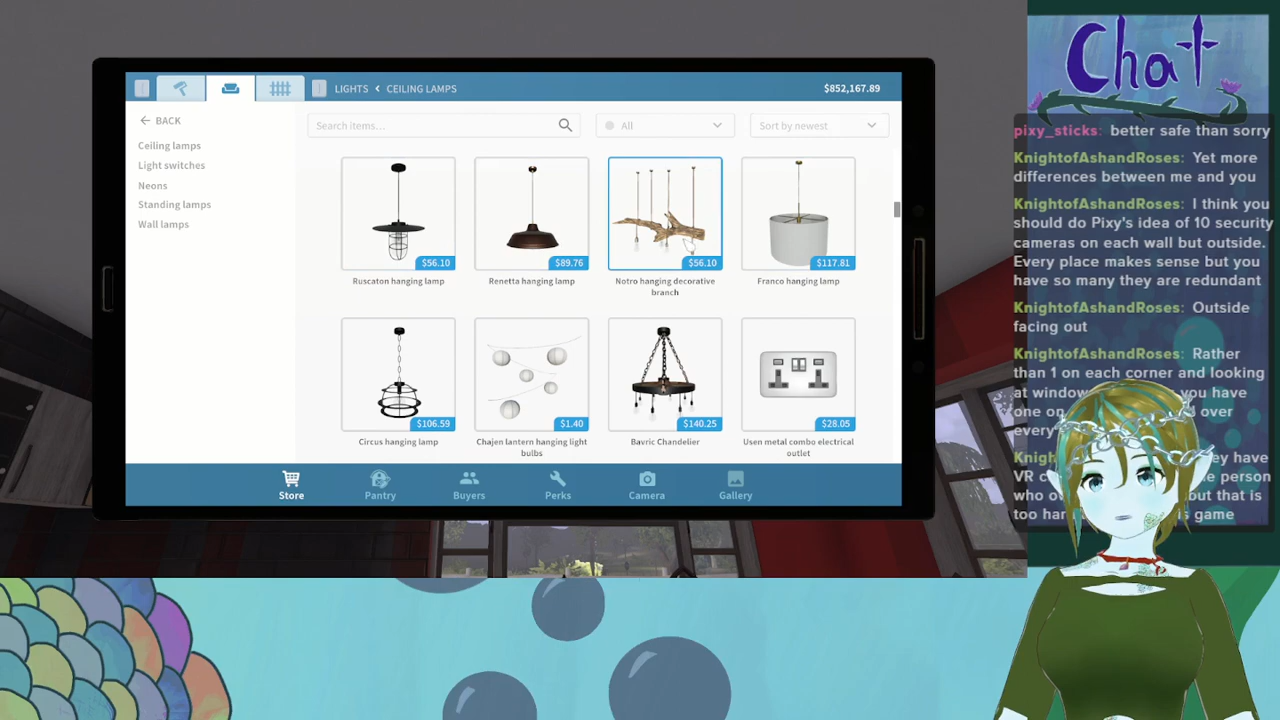 LIGHTS < CEILING LAMPS
$852,167.89
BACK
Ceiling lamps
Light switches
Neons
Standing lamps
Wall lamps
Search items...
All
Sort by newest
$56.10
$89.76
$56.10
$117.81
Ruscaton hanging lamp
Renetta hanging lamp
Notro hanging decorative
branch
Franco hanging lamp
$106.59
$1.40
$140.25
$28.05
Circus hanging lamp
Chajen lantern hanging light
bulbs
Bavric Chandelier
Usen metal combo electrical
outlet
Store
Pantry
Buyers
Perks
Camera
Gallery
Chat
pixy_sticks: better safe than sorry
KnightofAshandRoses: Yet more
differences between me and you
KnightofAshandRoses: I think you
should do Pixy's idea of 10 security
cameras on each wall but outside.
Every place makes sense but you
have so many they are redundant
KnightofAshandRoses: Outside
facing out
KnightofAshandRoses: Rather
than 1 on each corner and looking
at window you have
one on over
every
have
VR person
who but that is
too game